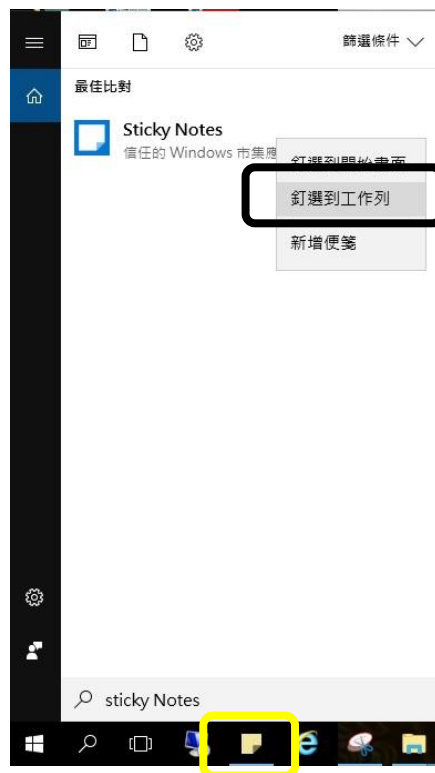 篩選條件
最佳比對
Sticky Notes
信任的 Windows 市集應
釘選到開始畫面
釘選到工作列
新增便箋
sticky Notes